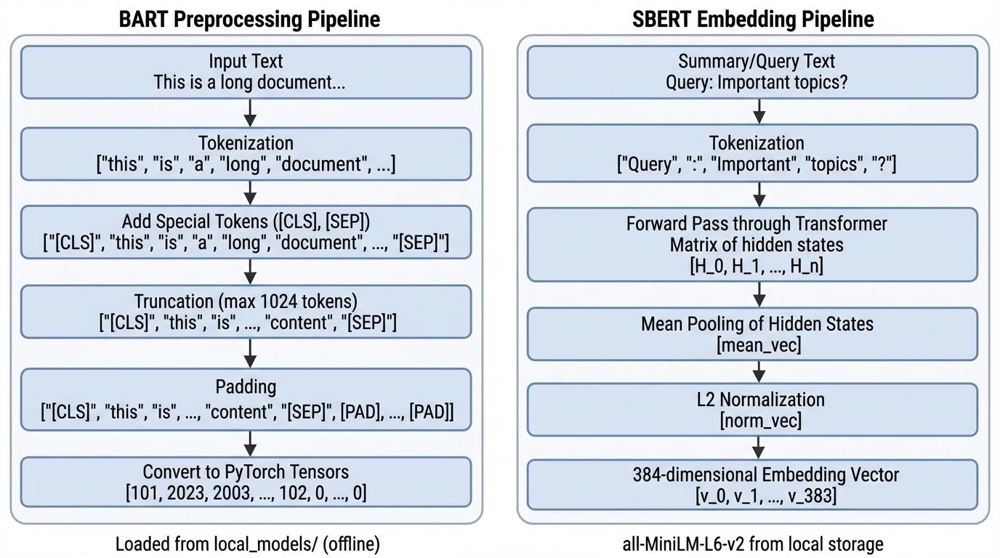 BART Preprocessing Pipeline
Input Text
This is a long document...
Tokenization
["this", "is", "a", "long", "document", ...]
Add Special Tokens ([CLS], [SEP])
["[CLS]", "this", "is", "a", "long", "document", ..., "[SEP]"]
Truncation (max 1024 tokens)
["[CLS]", "this", "is", ..., "content", "[SEP]"]
Padding
["[CLS]", "this", "is", ..., "content", "[SEP]", [PAD], ..., [PAD]]
Convert to PyTorch Tensors
[101, 2023, 2003, ..., 102, 0, ..., 0]
Loaded from local_models/ (offline)
SBERT Embedding Pipeline
Summary/Query Text
Query: Important topics?
Tokenization
["Query", ":", "Important", "topics", "?"]
Forward Pass through Transformer
Matrix of hidden states
[H_0, H_1, ..., H_n]
Mean Pooling of Hidden States
[mean_vec]
L2 Normalization
[norm_vec]
384-dimensional Embedding Vector
[v_0, v_1, ..., v_383]
all-MiniLM-L6-v2 from local storage